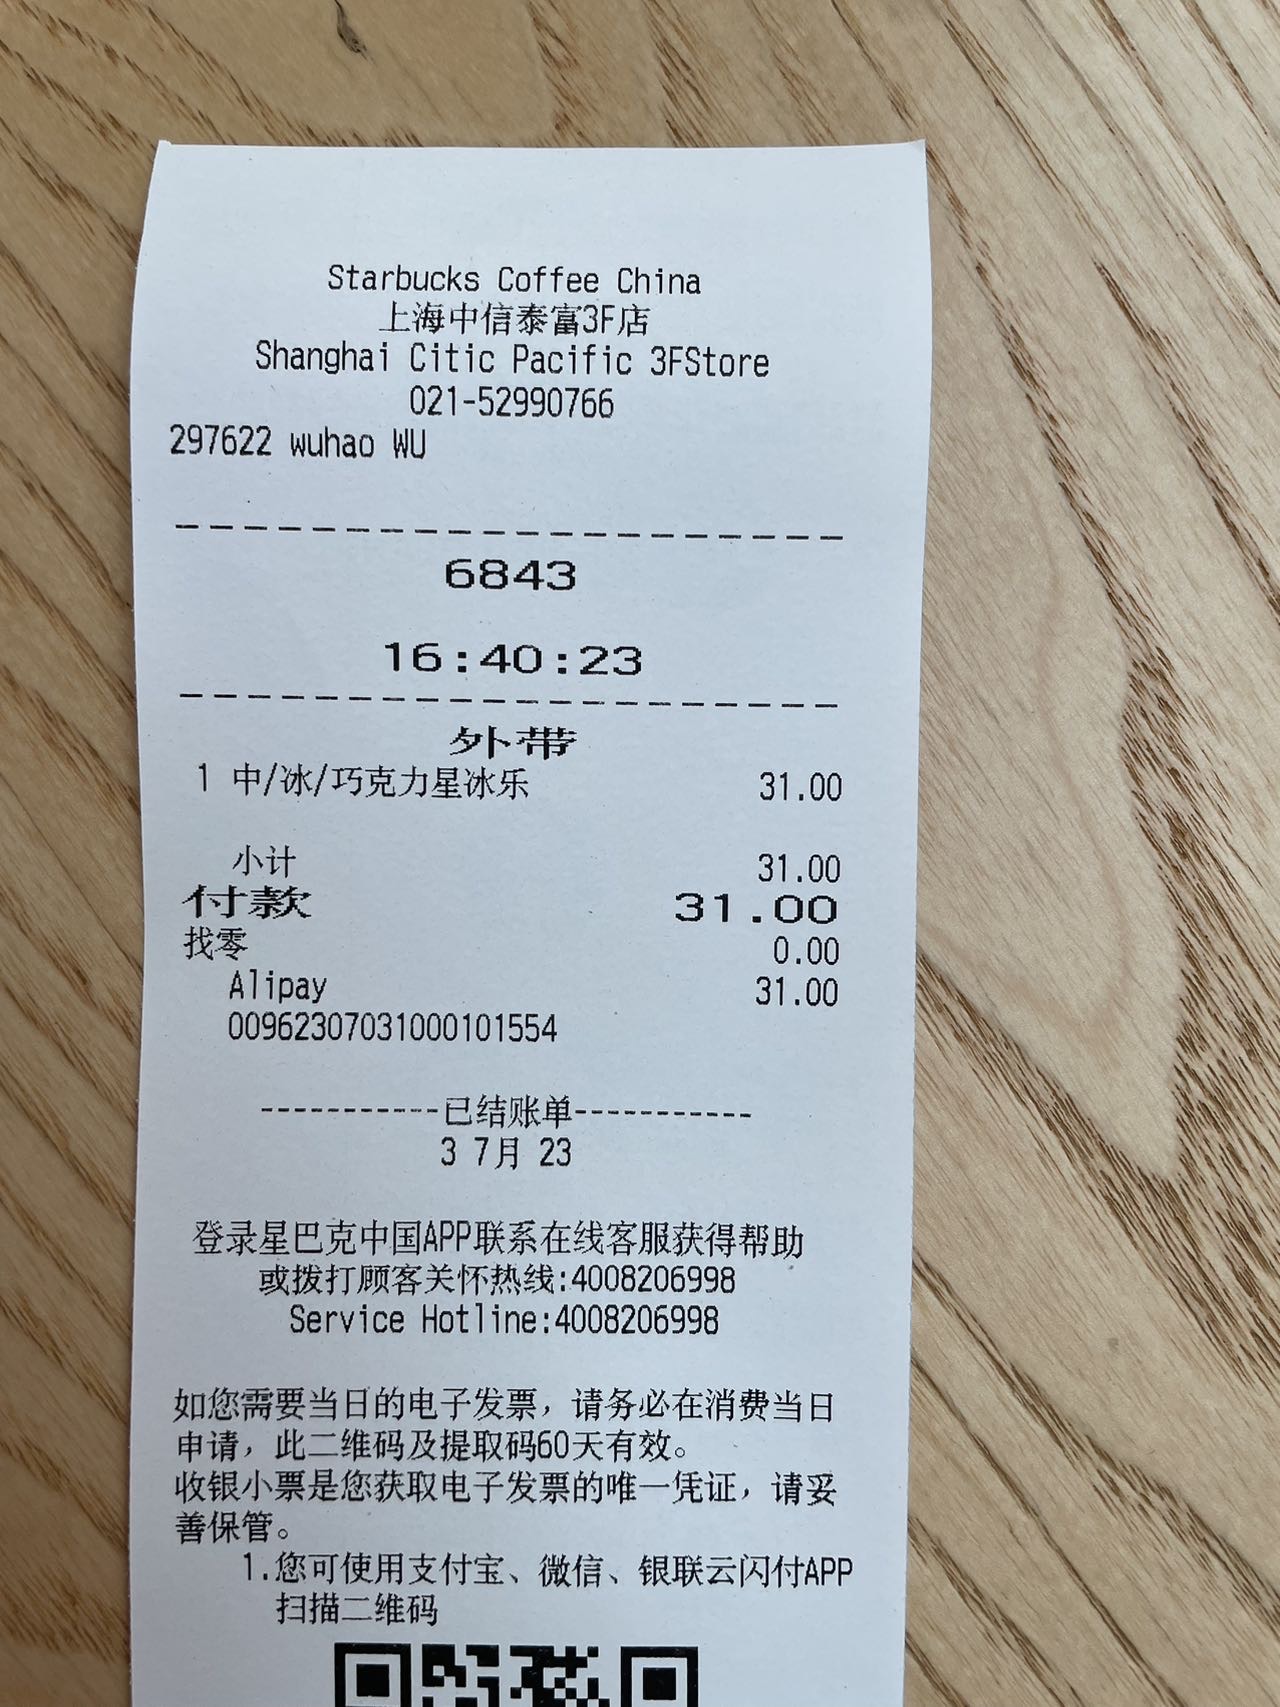 Starbucks Coffee China
上海中信泰富3F店
Shanghai Citic Pacific 3FStore
021-52990766
297622 wuhao WU
--------------------
6843
16:40:23
--------------------
外带
1 中/冰/巧克力星冰乐 31.00
小计 31.00
付款 31.00
找零 0.00
Alipay 31.00
00962307031000101554
-----------已结账单-----------
3 7月 23
登录星巴克中国APP联系在线客服获得帮助
或拨打顾客关怀热线:4008206998
Service Hotline:4008206998
如您需要当日的电子发票，请务必在消费当日
申请，此二维码及提取码60天有效。
收银小票是您获取电子发票的唯一凭证，请妥
善保管。
1.您可使用支付宝、微信、银联云闪付APP
扫描二维码